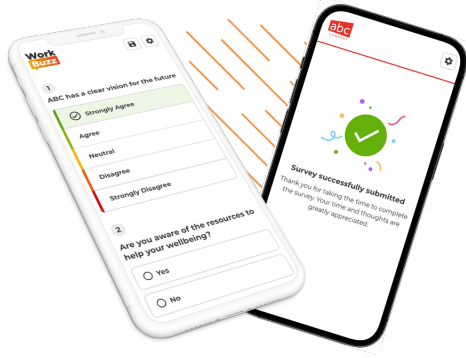 Work
Buzz
1
ABC has a clear vision for the future
Strongly Agree
Agree
Neutral
Disagree
Strongly Disagree
2
Are you aware of the resources to
help your wellbeing?
Yes
No
abc
Survey successfully submitted
Thank you for taking the time to complete
the survey. Your time and thoughts are
greatly appreciated.